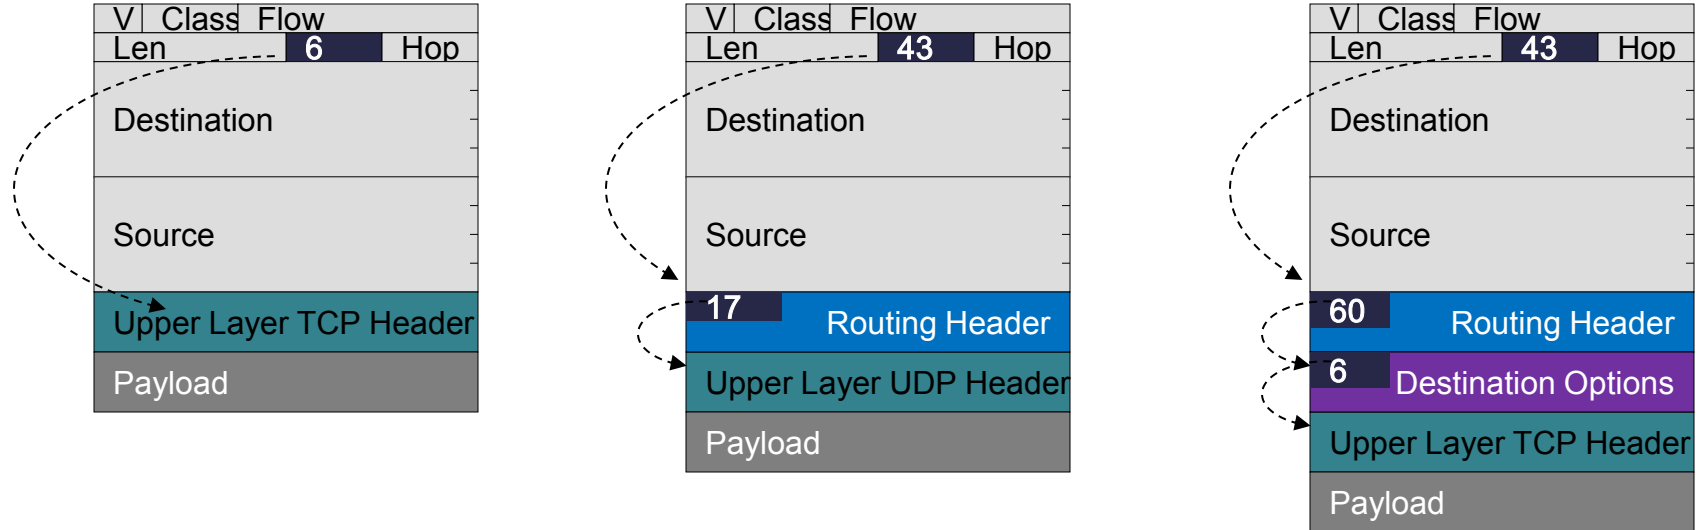 V Class Flow
Len 6 Hop
Destination
Source
Upper Layer TCP Header
Payload
V Class Flow
Len 43 Hop
Destination
Source
17 Routing Header
Upper Layer UDP Header
Payload
V Class Flow
Len 43 Hop
Destination
Source
60 Routing Header
6 Destination Options
Upper Layer TCP Header
Payload